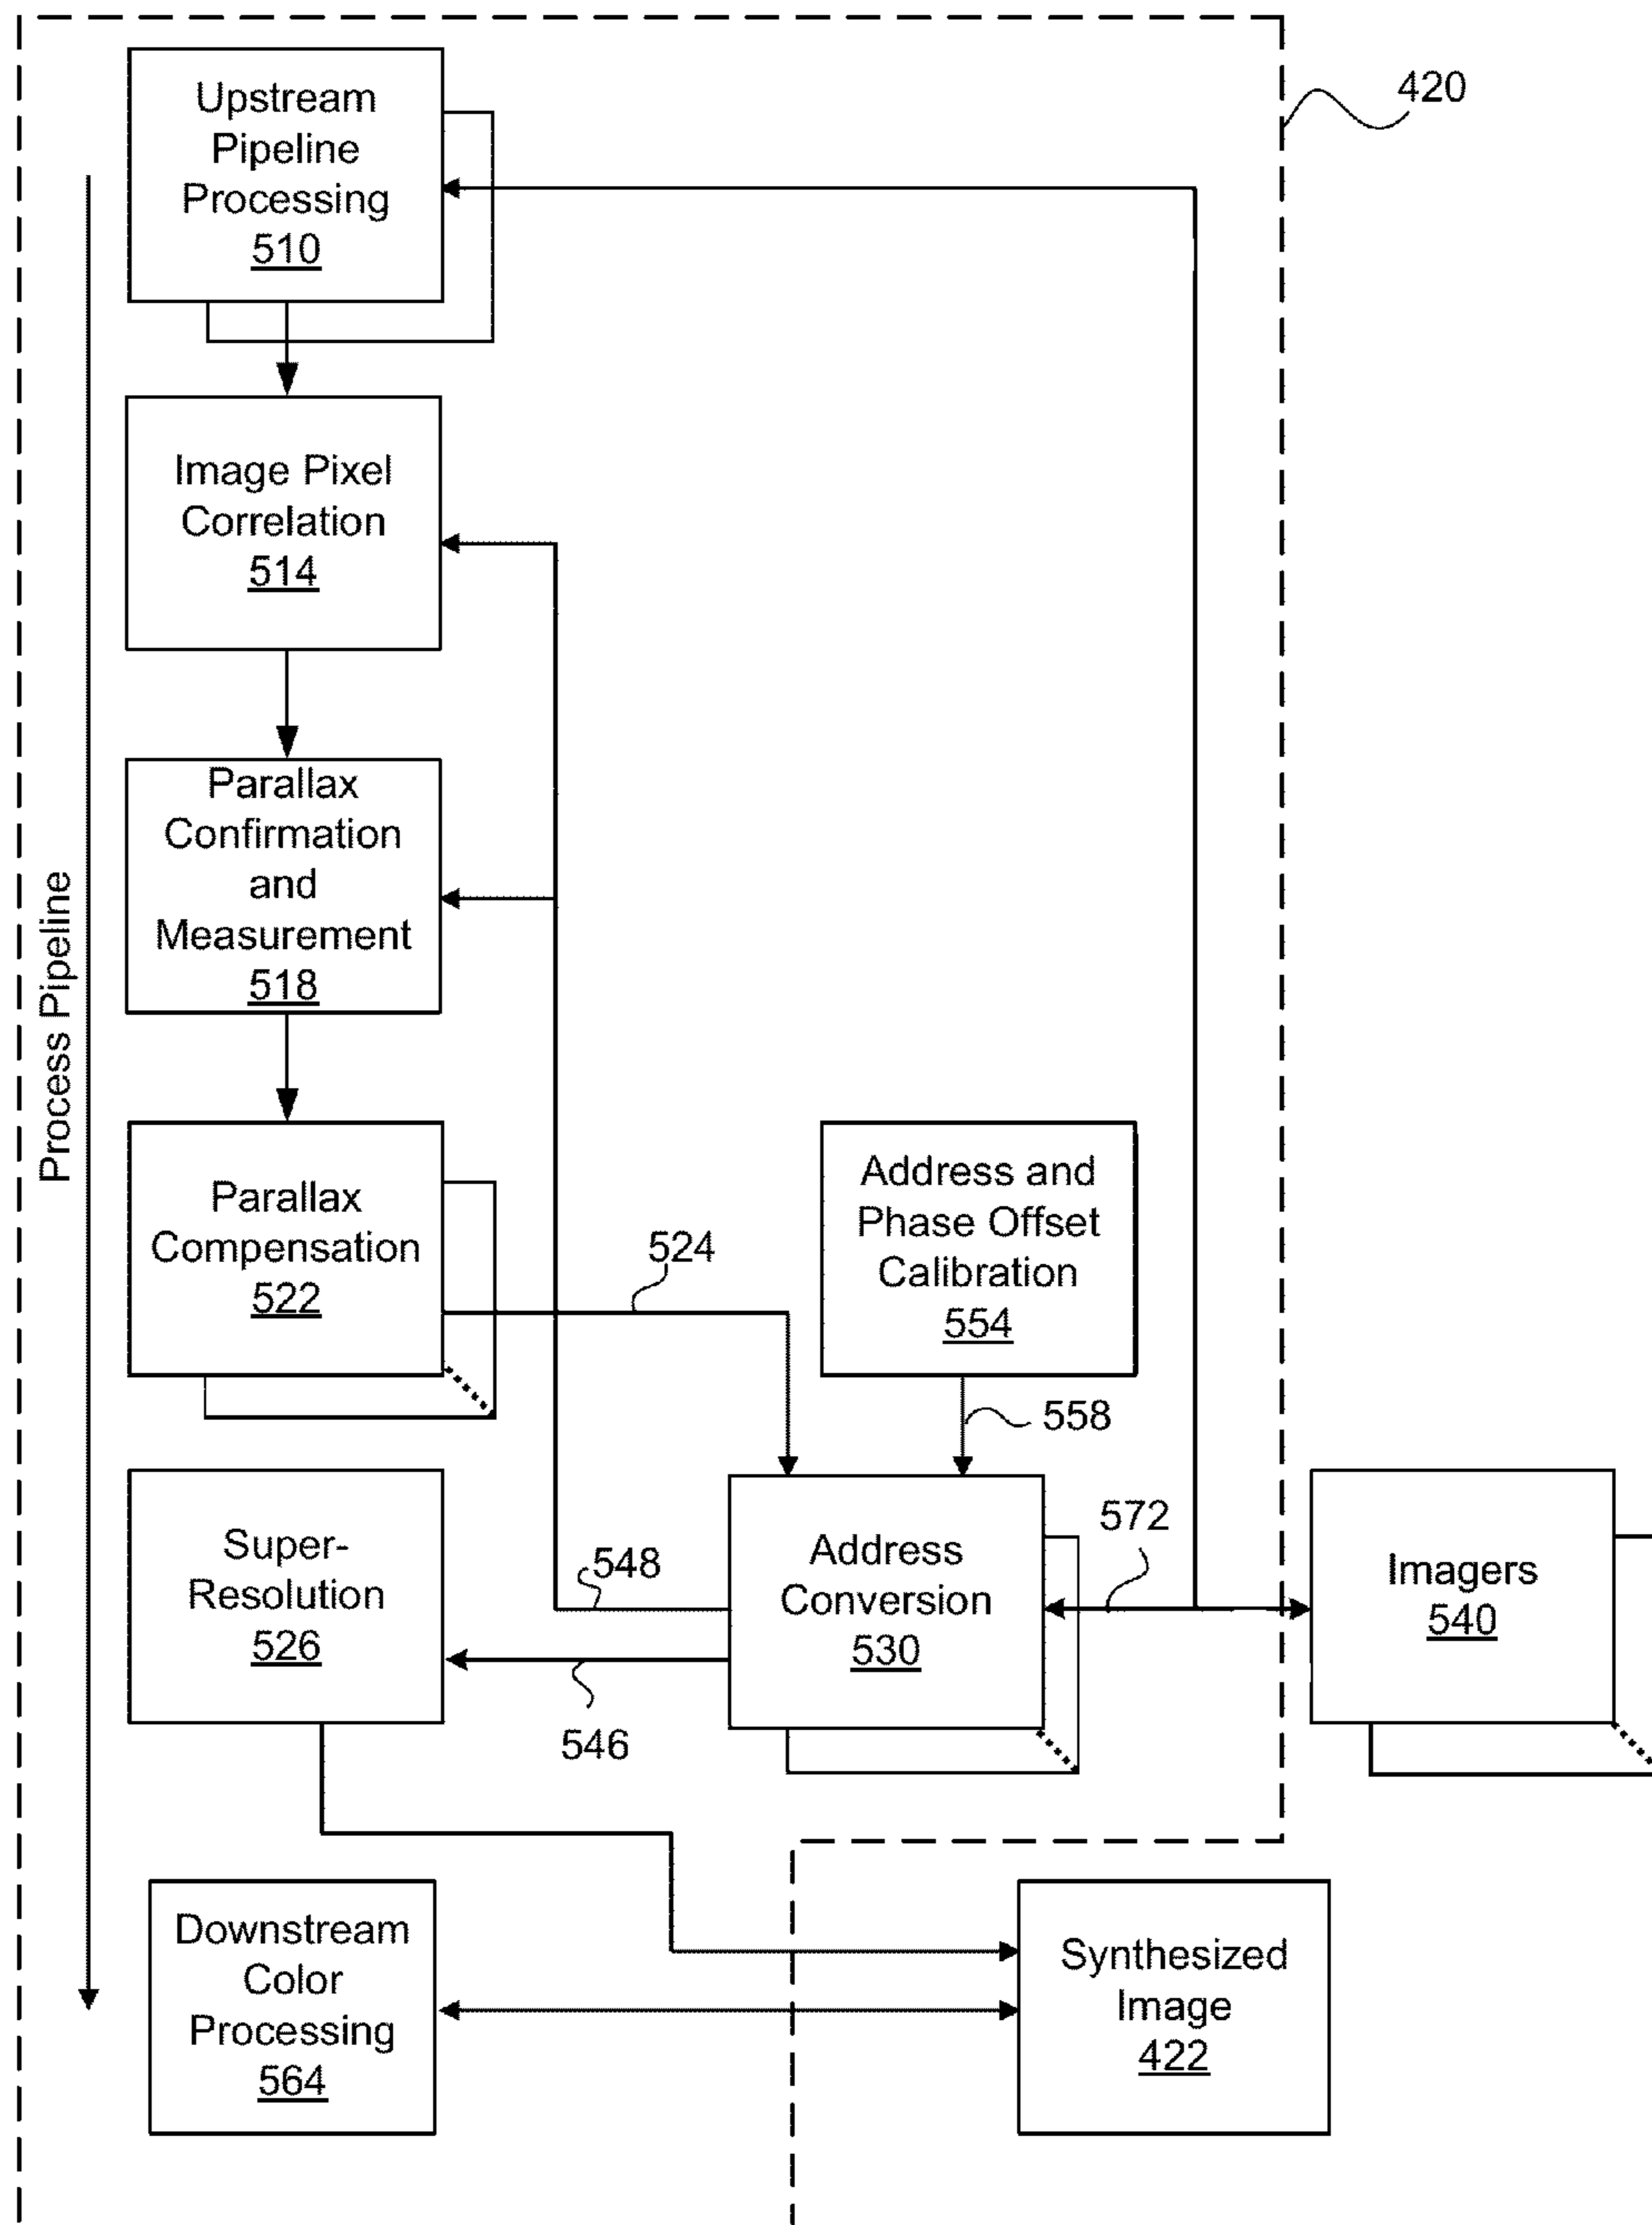 420
Upstream
Pipeline
Processing
510
Image Pixel
Correlation
514
Parallax
Confirmation
and
Measurement
518
Process Pipeline
Parallax
Compensation
522
524
Address and
Phase Offset
Calibration
554
558
Super-
Resolution
526
548
546
Address
Conversion
530
572
Imagers
540
Downstream
Color
Processing
564
Synthesized
Image
422